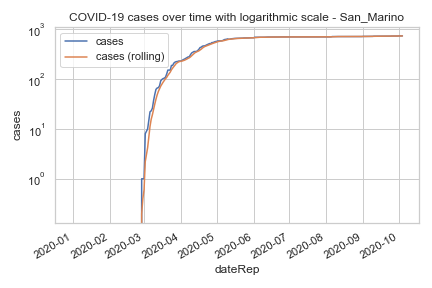 COVID-19 cases over time with logarithmic scale - San_Marino
cases
cases (rolling)
10³
10²
10¹
10⁰
cases
2020-01
2020-02
2020-03
2020-04
2020-05
2020-06
2020-07
2020-08
2020-09
2020-10
dateRep